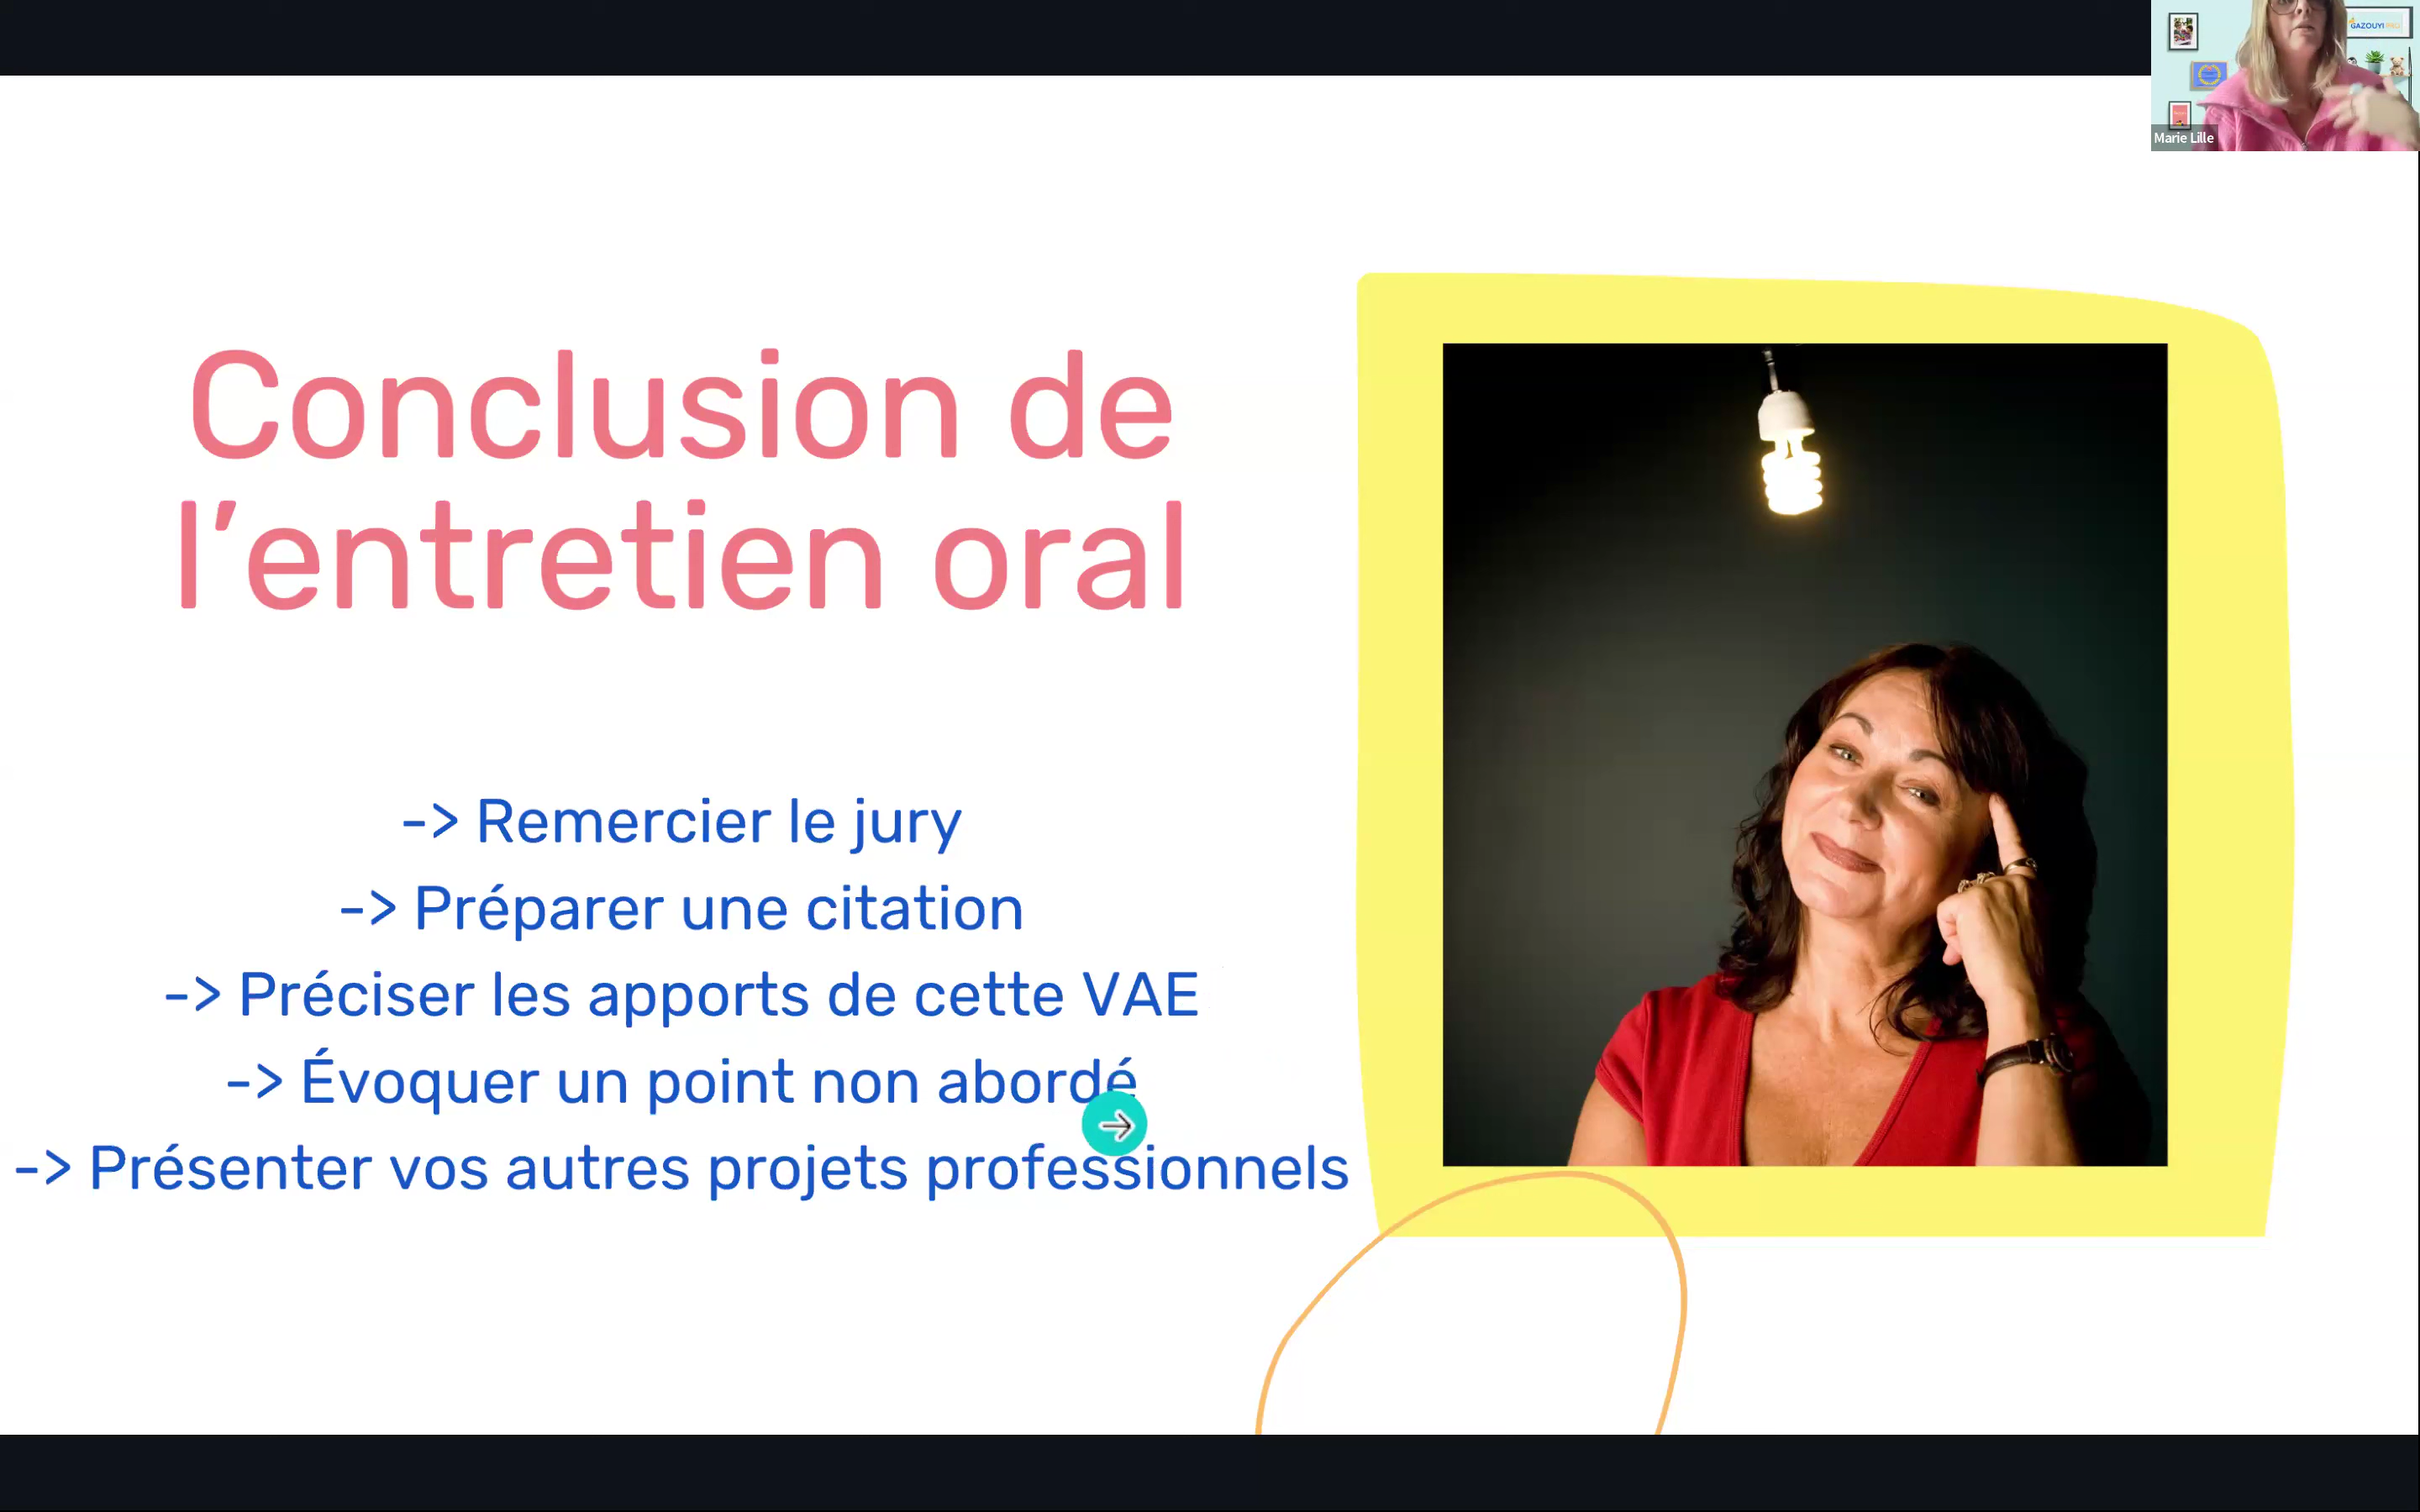 GAZOUYI
Marie Lille
Conclusion de
l'entretien oral
-> Remercier le jury
-> Préparer une citation
-> Préciser les apports de cette VAE
-> Évoquer un point non abordé
-> Présenter vos autres projets professionnels